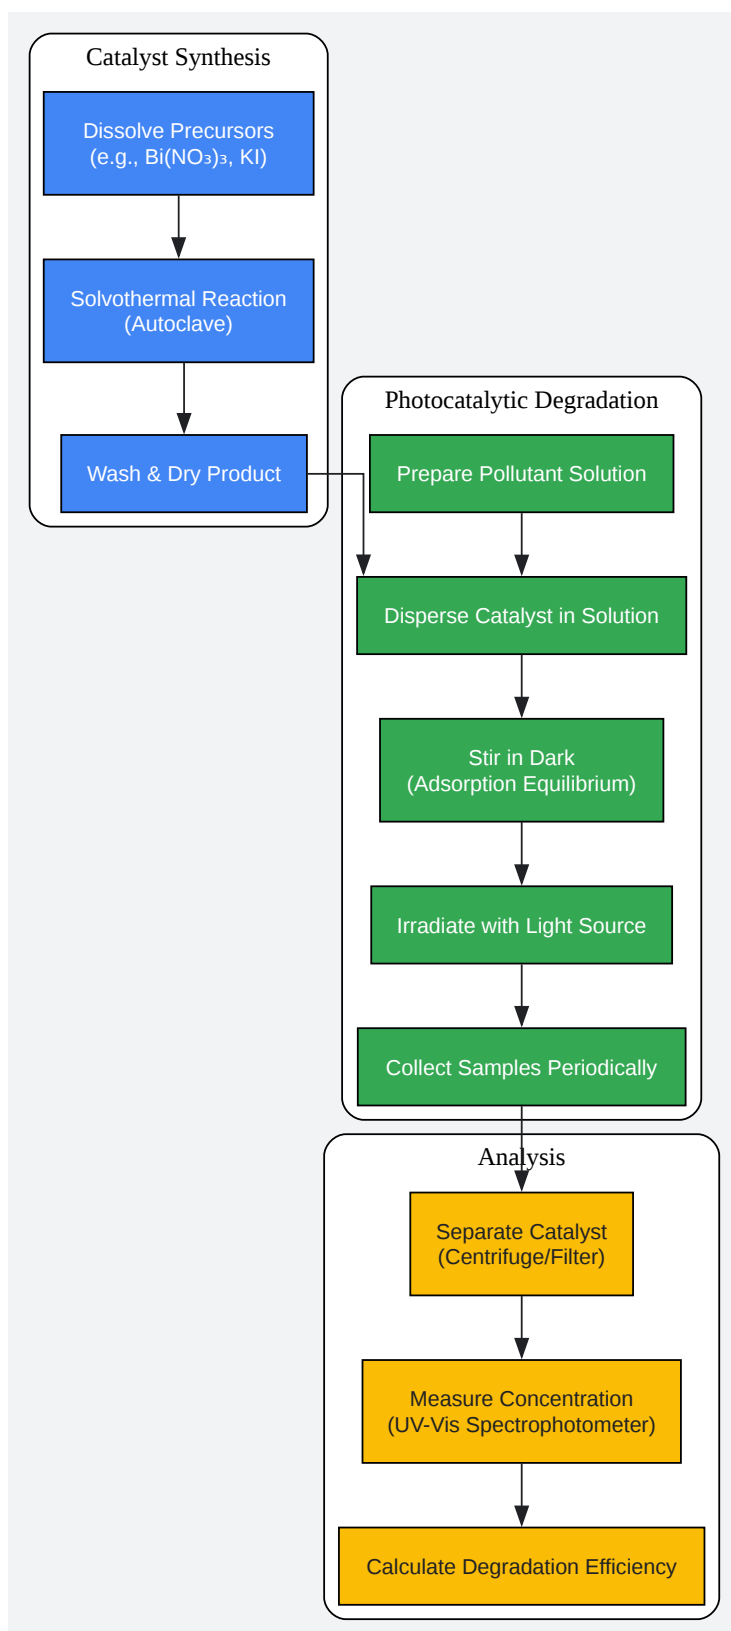 Catalyst Synthesis
Dissolve Precursors
(e.g., Bi(NO₃)₃, KI)
Solvothermal Reaction
(Autoclave)
Wash & Dry Product
Photocatalytic Degradation
Prepare Pollutant Solution
Disperse Catalyst in Solution
Stir in Dark
(Adsorption Equilibrium)
Irradiate with Light Source
Collect Samples Periodically
Analysis
Separate Catalyst
(Centrifuge/Filter)
Measure Concentration
(UV-Vis Spectrophotometer)
Calculate Degradation Efficiency